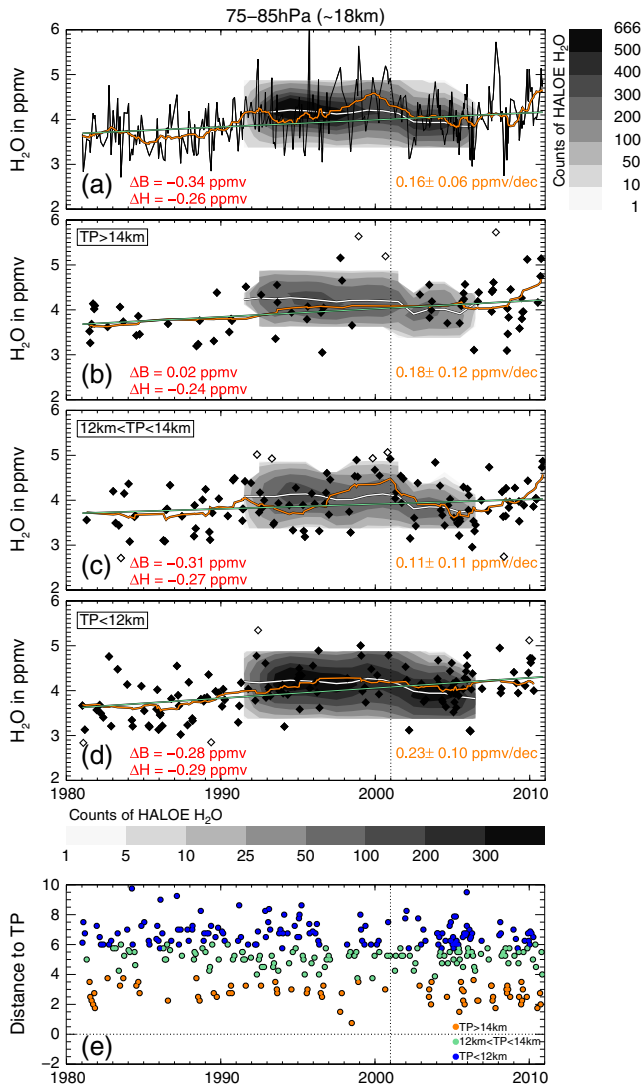 75−85hPa (~18km)
6
5
4
3
2
H2O in ppmv
(a)
ΔB = −0.34 ppmv
ΔH = −0.26 ppmv
0.16± 0.06 ppmv/dec
Counts of HALOE H2O
666
500
400
300
200
100
50
10
1
TP>14km
6
5
4
3
2
H2O in ppmv
(b)
ΔB = 0.02 ppmv
ΔH = −0.24 ppmv
0.18± 0.12 ppmv/dec
12km<TP<14km
6
5
4
3
2
H2O in ppmv
(c)
ΔB = −0.31 ppmv
ΔH = −0.27 ppmv
0.11± 0.11 ppmv/dec
TP<12km
6
5
4
3
2
H2O in ppmv
(d)
ΔB = −0.28 ppmv
ΔH = −0.29 ppmv
0.23± 0.10 ppmv/dec
1980 1990 2000 2010
Counts of HALOE H2O
1 5 10 25 50 100 200 300
10
8
6
4
2
0
−2
Distance to TP
(e)
TP>14km
12km<TP<14km
TP<12km
1980 1990 2000 2010